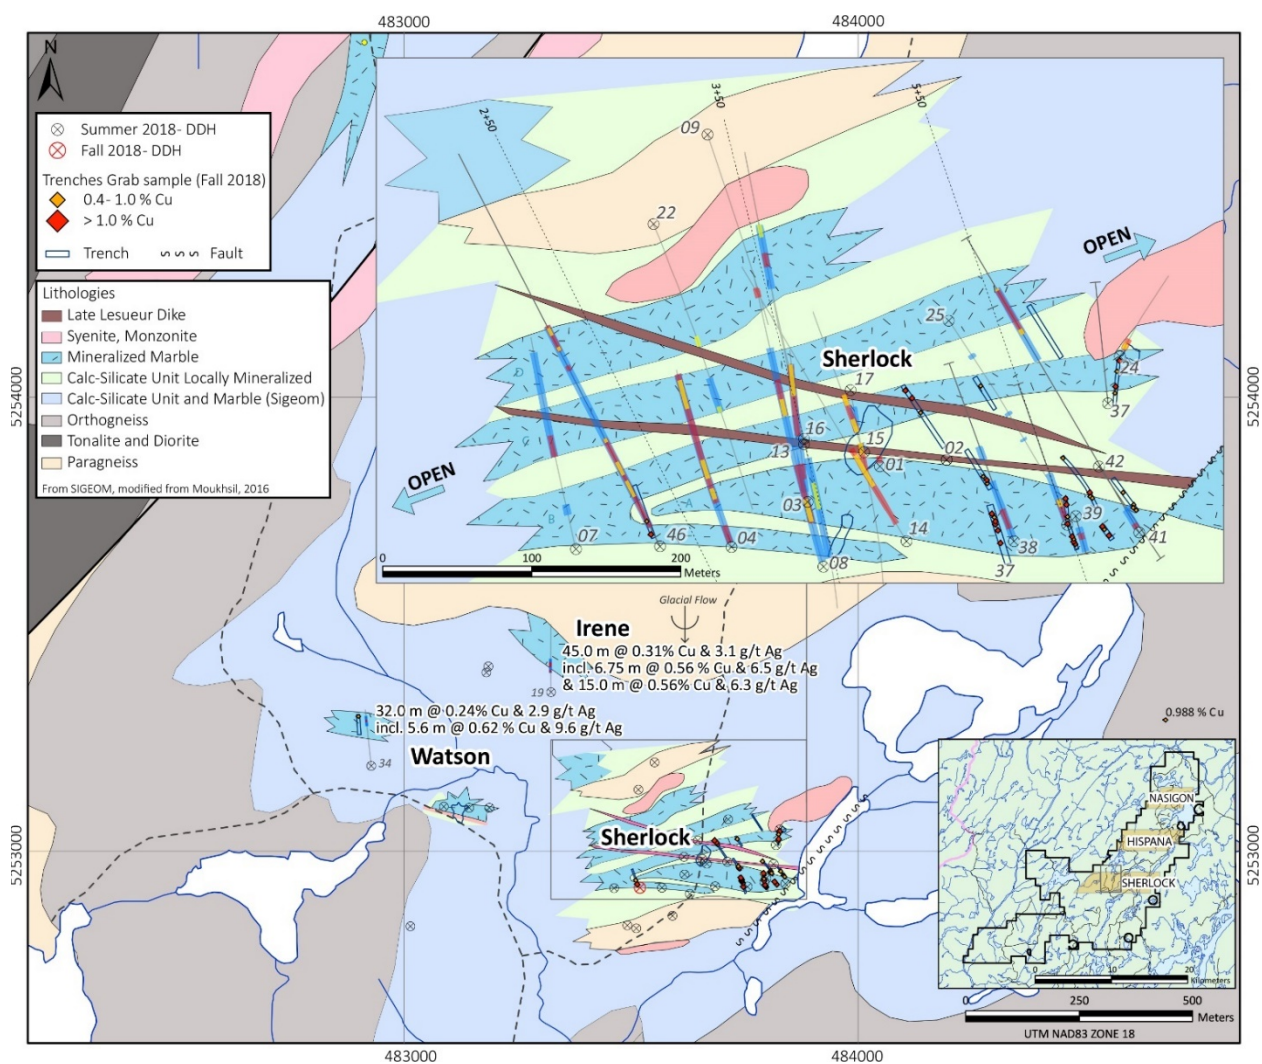 483000
484000
N
Summer 2018- DDH
Fall 2018- DDH
Trenches Grab sample (Fall 2018)
0.4- 1.0 % Cu
> 1.0 % Cu
Trench
S S S Fault
Lithologies
Late Lesueur Dike
Syenite, Monzonite
Mineralized Marble
Calc-Silicate Unit Locally Mineralized
Calc-Silicate Unit and Marble (Sigeom)
Orthogneiss
Tonalite and Diorite
Paragneiss
From SIGEOM, modified from Moukhsil, 2016
2+50
3+50
5+50
09
22
OPEN
25
Sherlock
24
17
37
5254000
5254000
16
13
15
01
02
42
OPEN
D
C
B
A
03
39
07
46
04
14
38
41
08
37
0
100
200
Meters
Glacial Flow
Irene
45.0 m @ 0.31% Cu & 3.1 g/t Ag
incl. 6.75 m @ 0.56 % Cu & 6.5 g/t Ag
& 15.0 m @ 0.56% Cu & 6.3 g/t Ag
19
32.0 m @ 0.24% Cu & 2.9 g/t Ag
incl. 5.6 m @ 0.62 % Cu & 9.6 g/t Ag
0.988 % Cu
Watson
34
Sherlock
5253000
5253000
NASIGON
HISPANA
SHERLOCK
0
10
20
Kilometers
0
250
500
Meters
UTM NAD83 ZONE 18
483000
484000